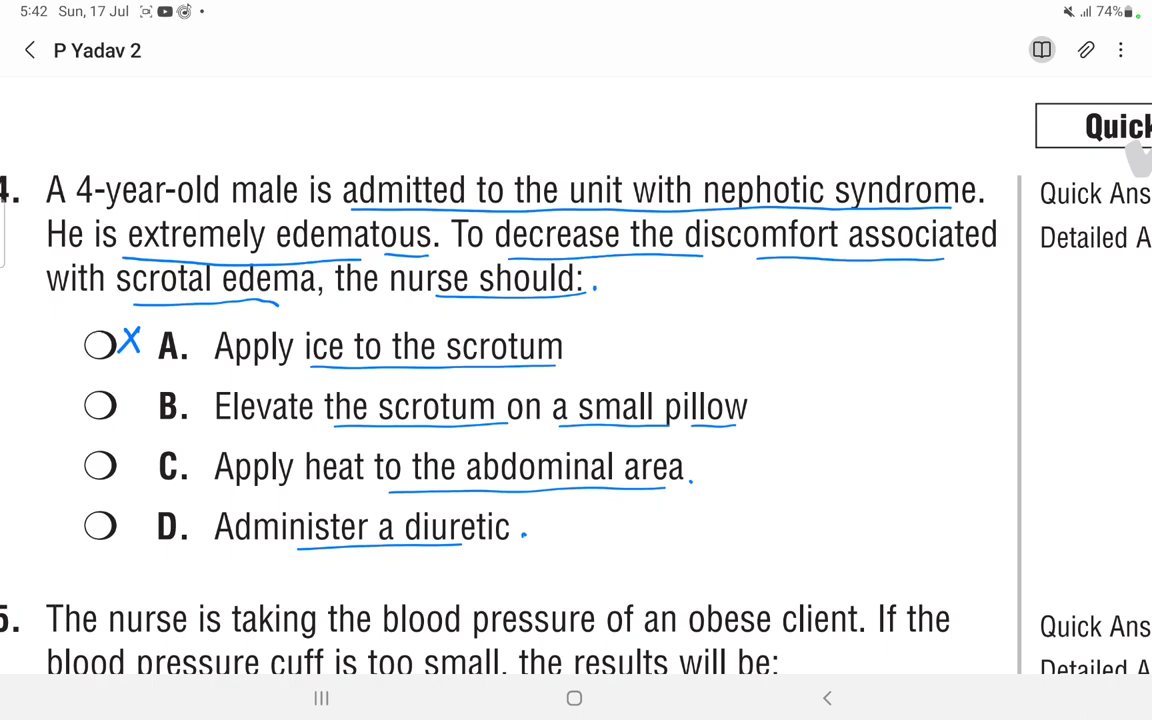 5:42 Sun, 17 Jul
74%
P Yadav 2
Quick
4. A 4-year-old male is admitted to the unit with nephotic syndrome.
He is extremely edematous. To decrease the discomfort associated
with scrotal edema, the nurse should:
X A. Apply ice to the scrotum
B. Elevate the scrotum on a small pillow
C. Apply heat to the abdominal area
D. Administer a diuretic
Quick Ans
Detailed A
5. The nurse is taking the blood pressure of an obese client. If the
blood pressure cuff is too small, the results will be:
Quick Ans
Detailed A